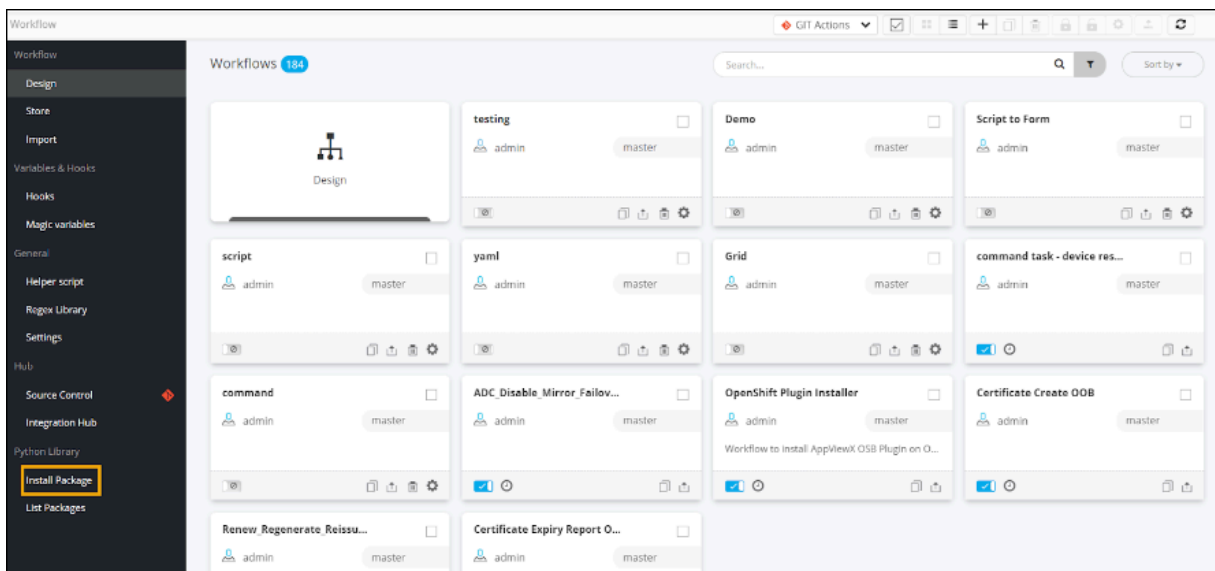 Workflow
GIT Actions
Workflow
Design
Store
Import
Variables & Hooks
Hooks
Magic variables
General
Helper script
Regex Library
Settings
Hub
Source Control
Integration Hub
Python Library
Install Package
List Packages
Workflows 184
Search...
Sort by
Design
testing
admin master
Demo
admin master
Script to Form
admin master
script
admin master
yaml
admin master
Grid
admin master
command task - device res...
admin master
command
admin master
ADC_Disable_Mirror_Failov...
admin master
OpenShift Plugin Installer
admin master
Workflow to install AppViewX OSB Plugin on O...
Certificate Create OOB
admin master
Renew_Regenerate_Reissu...
admin master
Certificate Expiry Report O...
admin master